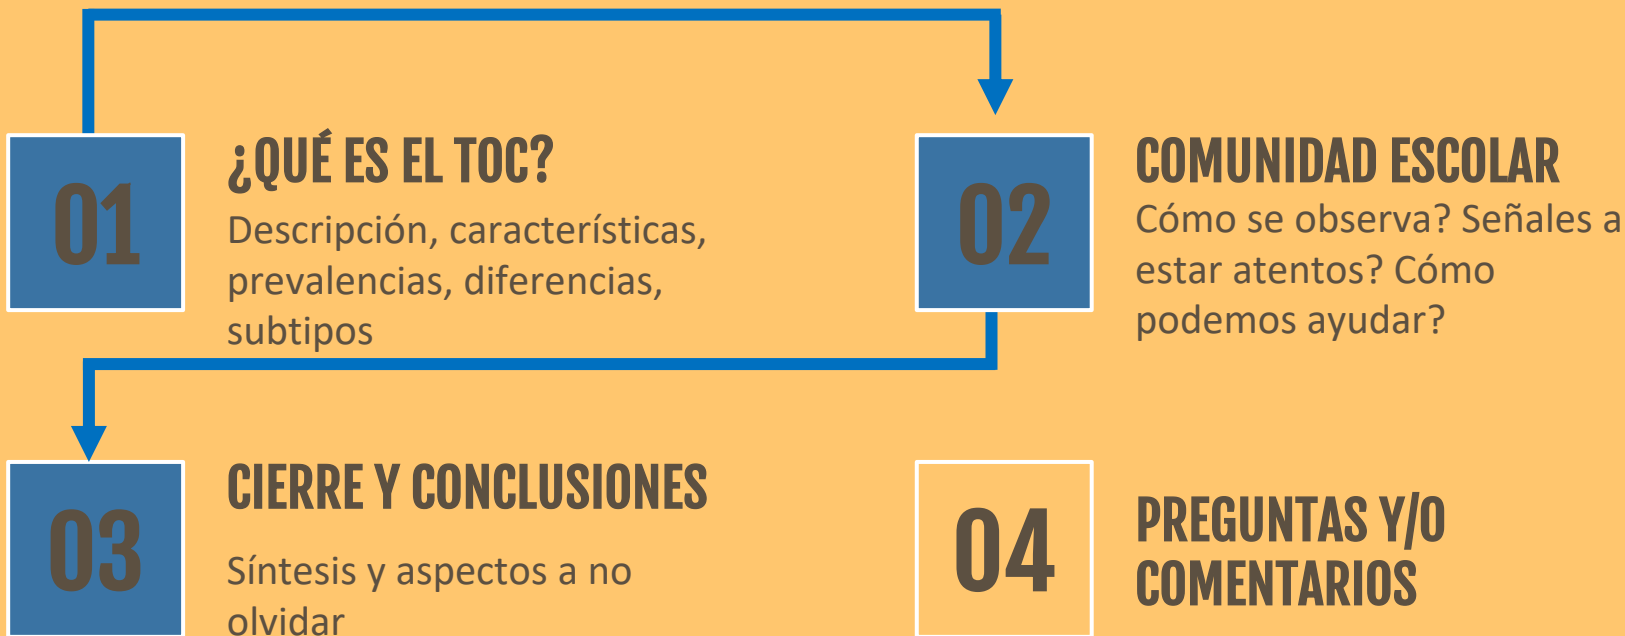 01
¿QUÉ ES EL TOC?
Descripción, características,
prevalencias, diferencias,
subtipos
02
COMUNIDAD ESCOLAR
Cómo se observa? Señales a
estar atentos? Cómo
podemos ayudar?
03
CIERRE Y CONCLUSIONES
Síntesis y aspectos a no
olvidar
04
PREGUNTAS Y/O
COMENTARIOS